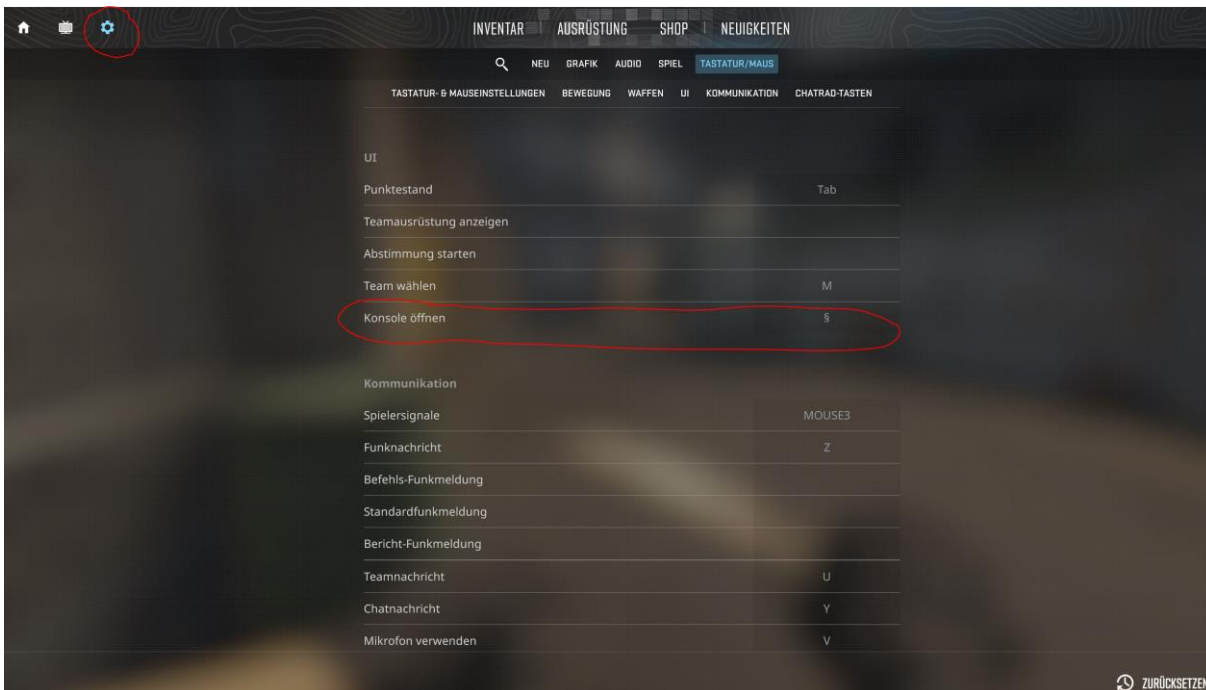 INVENTAR AUSRÜSTUNG SHOP NEUIGKEITEN
NEU GRAFIK AUDIO SPIEL TASTATUR/MAUS
TASTATUR- & MAUSEINSTELLUNGEN BEWEGUNG WAFFEN UI KOMMUNIKATION CHATRAD-TASTEN
UI
Punktestand Tab
Teamausrüstung anzeigen
Abstimmung starten
Team wählen M
Konsole öffnen §
Kommunikation
Spielersignale MOUSE3
Funknachricht Z
Befehls-Funkmeldung
Standardfunkmeldung
Bericht-Funkmeldung
Teamnachricht U
Chatnachricht Y
Mikrofon verwenden V
ZURÜCKSETZEN